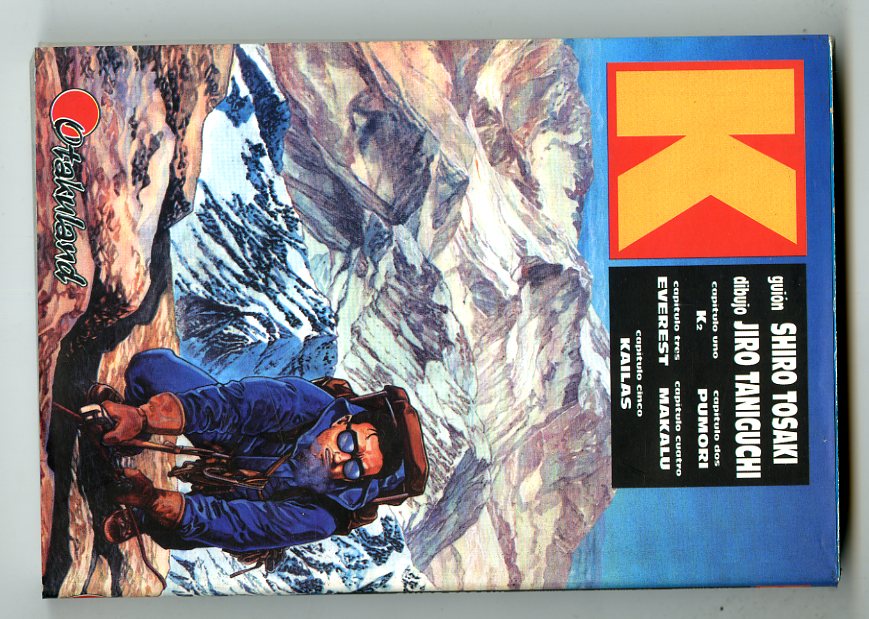 K
guión SHIRO TOSAKI
dibujo JIRO TANIGUCHI
capítulo uno
K2
capítulo dos
PUMORI
capítulo tres
EVEREST
capítulo cuatro
MAKALU
capítulo cinco
KAILAS
Otakuland